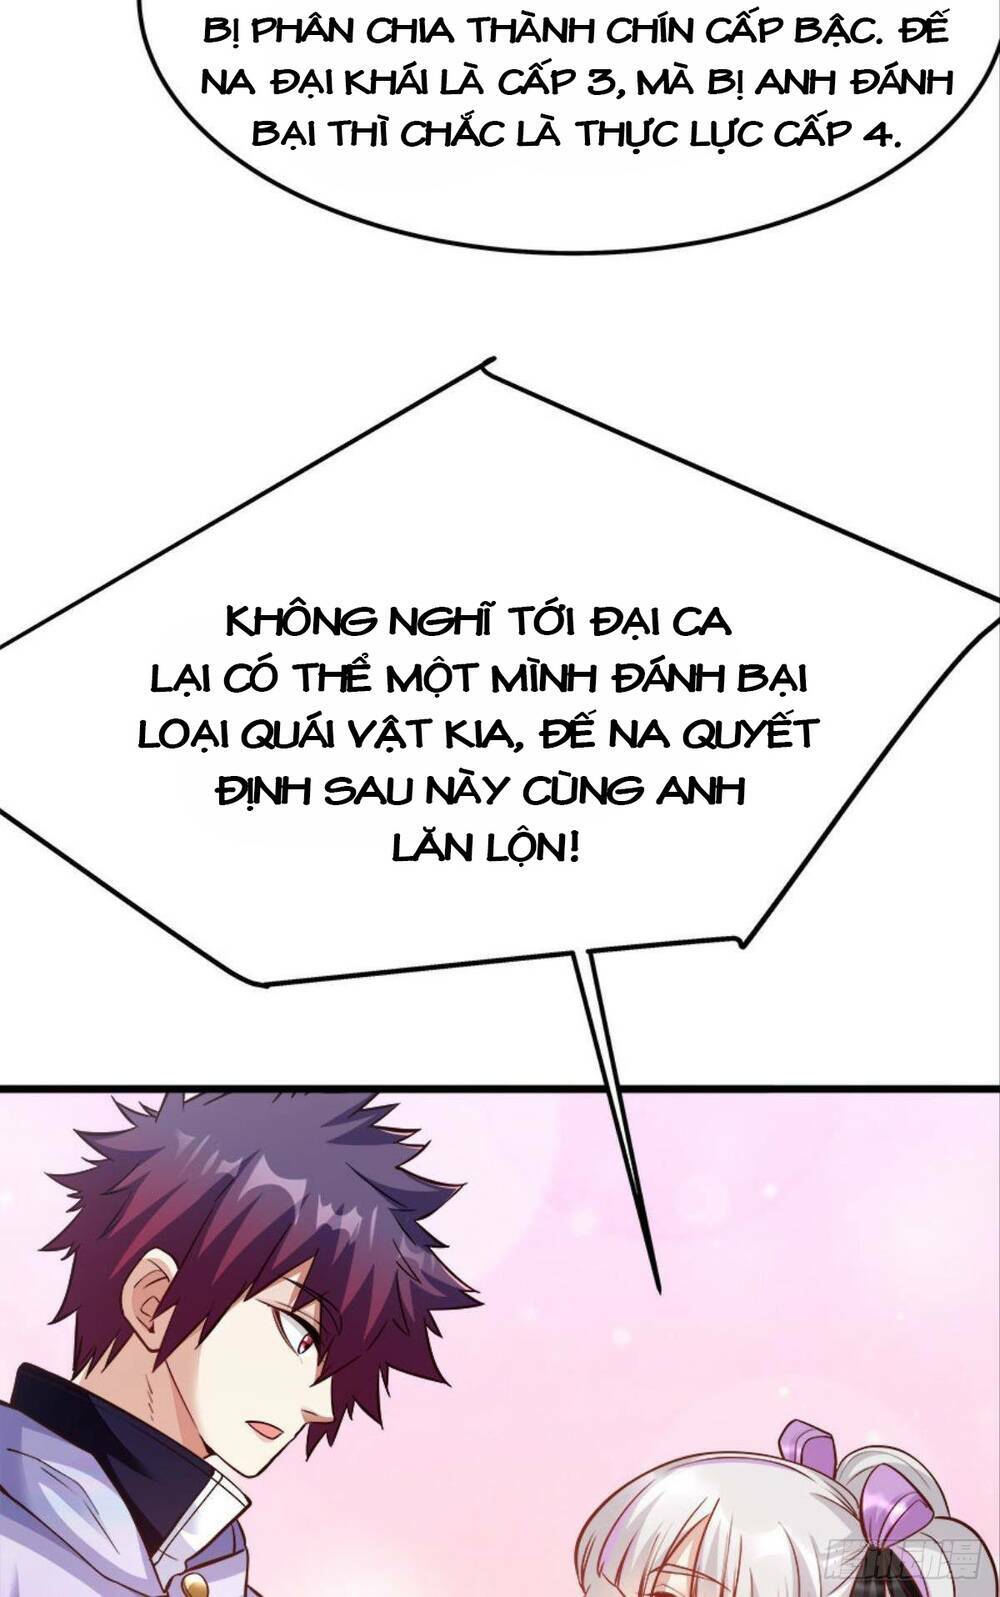 BỊ PHÂN CHIA THÀNH CHÍN CẤP BẬC. ĐẾ
NA ĐẠI KHÁI LÀ CẤP 3, MÀ BỊ ANH ĐÁNH
BẠI THÌ CHẮC LÀ THỰC LỰC CẤP 4.
KHÔNG NGHĨ TỚI ĐẠI CA
LẠI CÓ THỂ MỘT MÌNH ĐÁNH BẠI
LOẠI QUÁI VẬT KIA, ĐẾ NA QUYẾT
ĐỊNH SAU NÀY CÙNG ANH
LĂN LỘN!